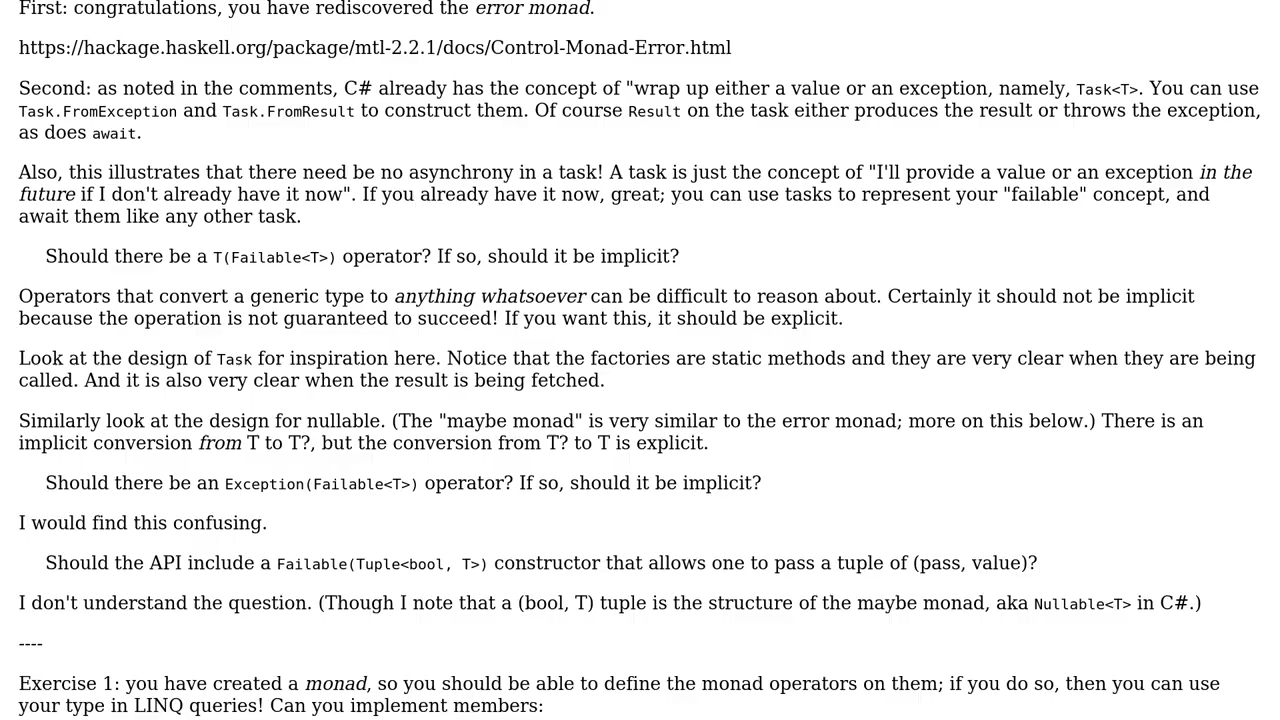 First: congratulations, you have rediscovered the error monad.
https://hackage.haskell.org/package/mtl-2.2.1/docs/Control-Monad-Error.html
Second: as noted in the comments, C# already has the concept of "wrap up either a value or an exception, namely, Task<T>. You can use
Task.FromException and Task.FromResult to construct them. Of course Result on the task either produces the result or throws the exception,
as does await.
Also, this illustrates that there need be no asynchrony in a task! A task is just the concept of "I'll provide a value or an exception in the
future if I don't already have it now". If you already have it now, great; you can use tasks to represent your "failable" concept, and
await them like any other task.
Should there be a T(Failable<T>) operator? If so, should it be implicit?
Operators that convert a generic type to anything whatsoever can be difficult to reason about. Certainly it should not be implicit
because the operation is not guaranteed to succeed! If you want this, it should be explicit.
Look at the design of Task for inspiration here. Notice that the factories are static methods and they are very clear when they are being
called. And it is also very clear when the result is being fetched.
Similarly look at the design for nullable. (The "maybe monad" is very similar to the error monad; more on this below.) There is an
implicit conversion from T to T?, but the conversion from T? to T is explicit.
Should there be an Exception(Failable<T>) operator? If so, should it be implicit?
I would find this confusing.
Should the API include a Failable(Tuple<bool, T>) constructor that allows one to pass a tuple of (pass, value)?
I don't understand the question. (Though I note that a (bool, T) tuple is the structure of the maybe monad, aka Nullable<T> in C#.)
----
Exercise 1: you have created a monad, so you should be able to define the monad operators on them; if you do so, then you can use
your type in LINQ queries! Can you implement members: